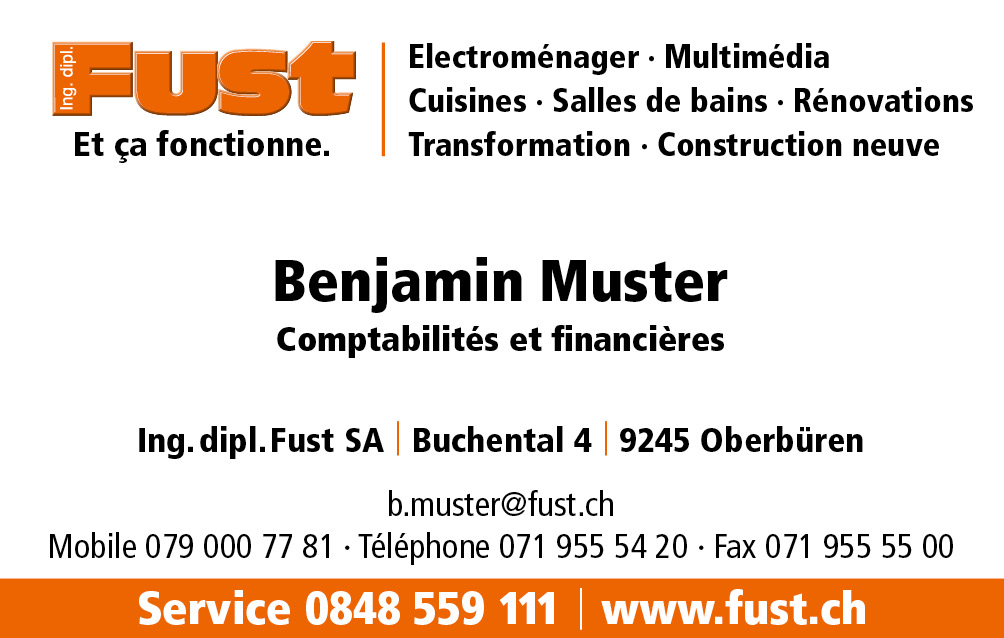 Ing. dipl.
Fust
Et ça fonctionne.
Electroménager · Multimédia
Cuisines · Salles de bains · Rénovations
Transformation · Construction neuve
Benjamin Muster
Comptabilités et financières
Ing. dipl. Fust SA | Buchental 4 | 9245 Oberbüren
b.muster@fust.ch
Mobile 079 000 77 81 · Téléphone 071 955 54 20 · Fax 071 955 55 00
Service 0848 559 111 | www.fust.ch